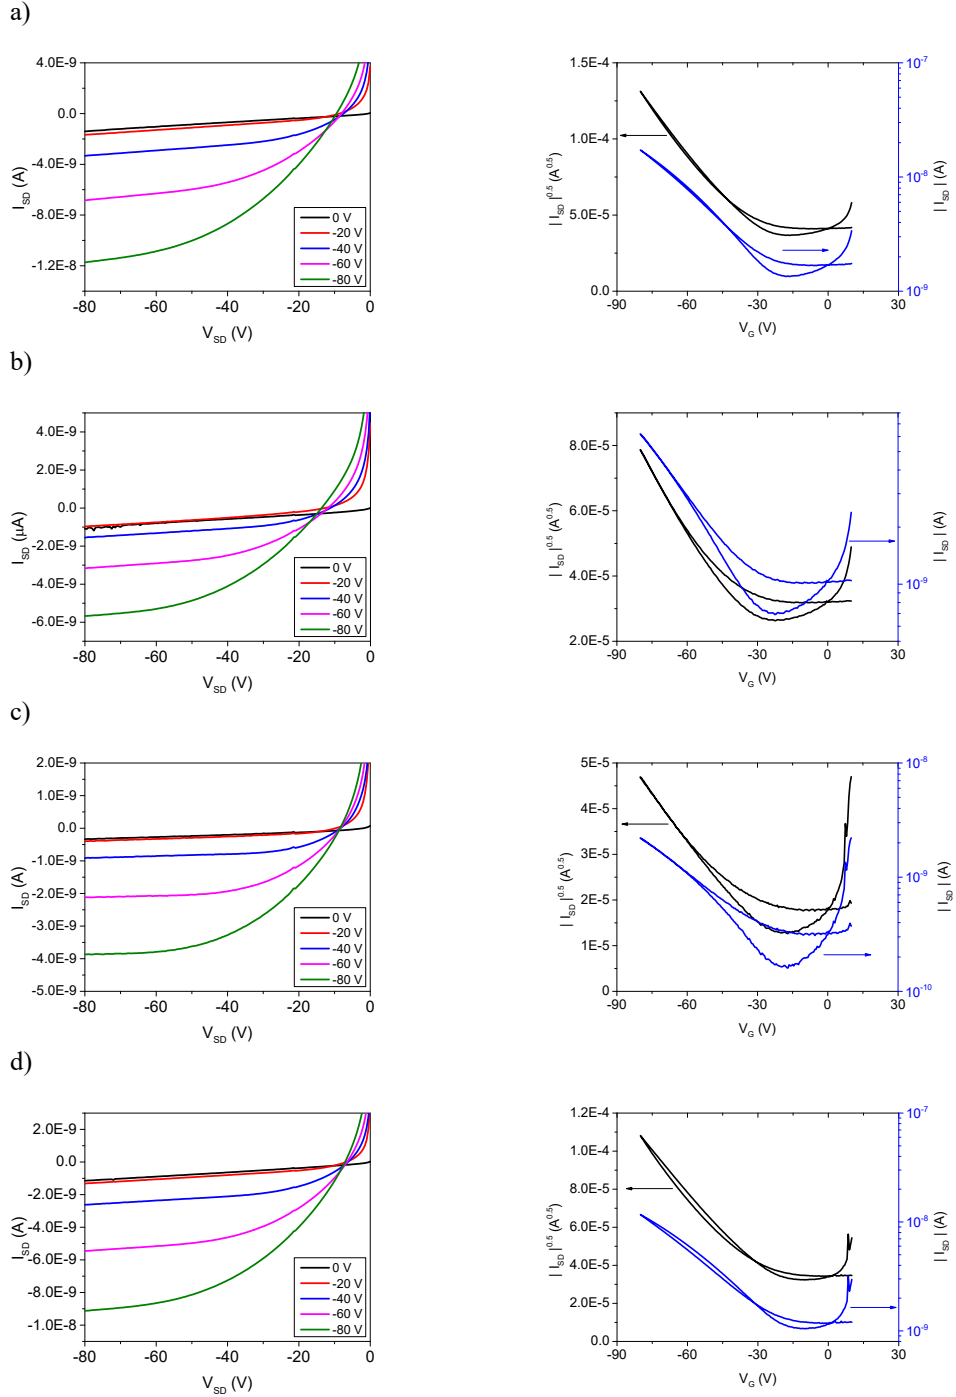 a)
4.0E-9
0.0
-4.0E-9
-8.0E-9
-1.2E-8
-80 -60 -40 -20 0
I_SD (A)
V_SD (V)
0 V
-20 V
-40 V
-60 V
-80 V
1.5E-4
1.0E-4
5.0E-5
0.0
-90 -60 -30 0 30
| I_SD |^0.5 (A^0.5)
V_G (V)
10^-7
10^-8
10^-9
| I_SD | (A)
b)
4.0E-9
2.0E-9
0.0
-2.0E-9
-4.0E-9
-6.0E-9
-80 -60 -40 -20 0
I_SD (μA)
V_SD (V)
0 V
-20 V
-40 V
-60 V
-80 V
8.0E-5
6.0E-5
4.0E-5
2.0E-5
-90 -60 -30 0 30
| I_SD |^0.5 (A^0.5)
V_G (V)
10^-9
| I_SD | (A)
c)
2.0E-9
1.0E-9
0.0
-1.0E-9
-2.0E-9
-3.0E-9
-4.0E-9
-5.0E-9
-80 -60 -40 -20 0
I_SD (A)
V_SD (V)
0 V
-20 V
-40 V
-60 V
-80 V
5E-5
4E-5
3E-5
2E-5
1E-5
0
-90 -60 -30 0 30
| I_SD |^0.5 (A^0.5)
V_G (V)
10^-8
10^-9
10^-10
| I_SD | (A)
d)
2.0E-9
0.0
-2.0E-9
-4.0E-9
-6.0E-9
-8.0E-9
-1.0E-8
-80 -60 -40 -20 0
I_SD (A)
V_SD (V)
0 V
-20 V
-40 V
-60 V
-80 V
1.2E-4
1.0E-4
8.0E-5
6.0E-5
4.0E-5
2.0E-5
0.0
-90 -60 -30 0 30
| I_SD |^0.5 (A^0.5)
V_G (V)
10^-7
10^-8
10^-9
| I_SD | (A)